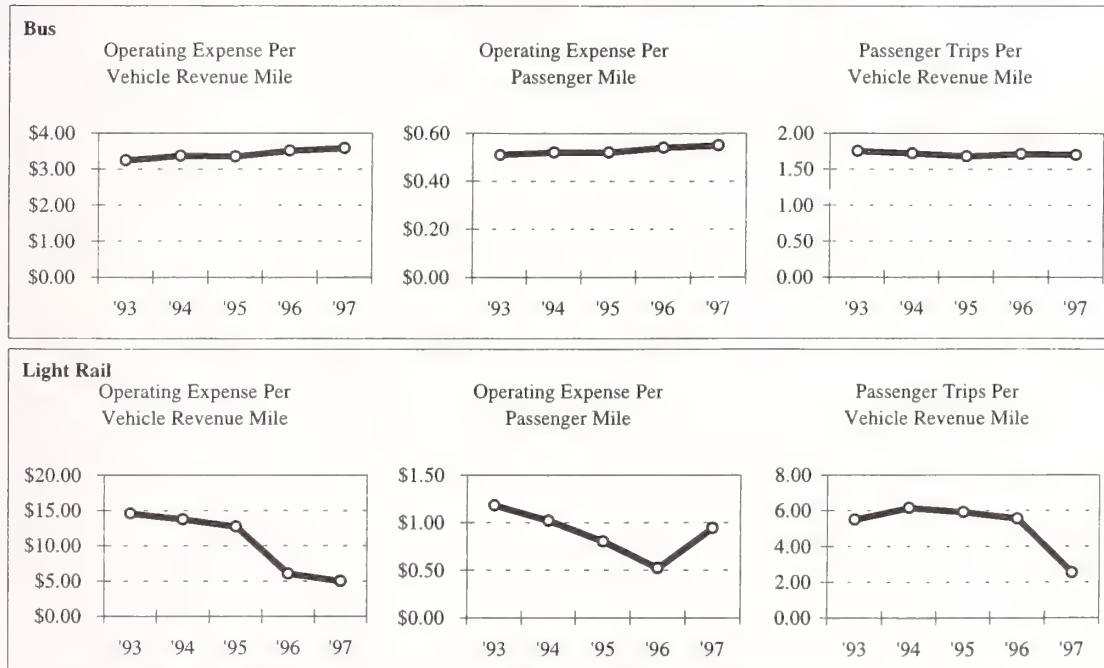 Bus
Operating Expense Per
Vehicle Revenue Mile
$4.00
$3.00
$2.00
$1.00
$0.00
'93 '94 '95 '96 '97
Operating Expense Per
Passenger Mile
$0.60
$0.40
$0.20
$0.00
'93 '94 '95 '96 '97
Passenger Trips Per
Vehicle Revenue Mile
2.00
1.50
1.00
0.50
0.00
'93 '94 '95 '96 '97
Light Rail
Operating Expense Per
Vehicle Revenue Mile
$20.00
$15.00
$10.00
$5.00
$0.00
'93 '94 '95 '96 '97
Operating Expense Per
Passenger Mile
$1.50
$1.00
$0.50
$0.00
'93 '94 '95 '96 '97
Passenger Trips Per
Vehicle Revenue Mile
8.00
6.00
4.00
2.00
0.00
'93 '94 '95 '96 '97